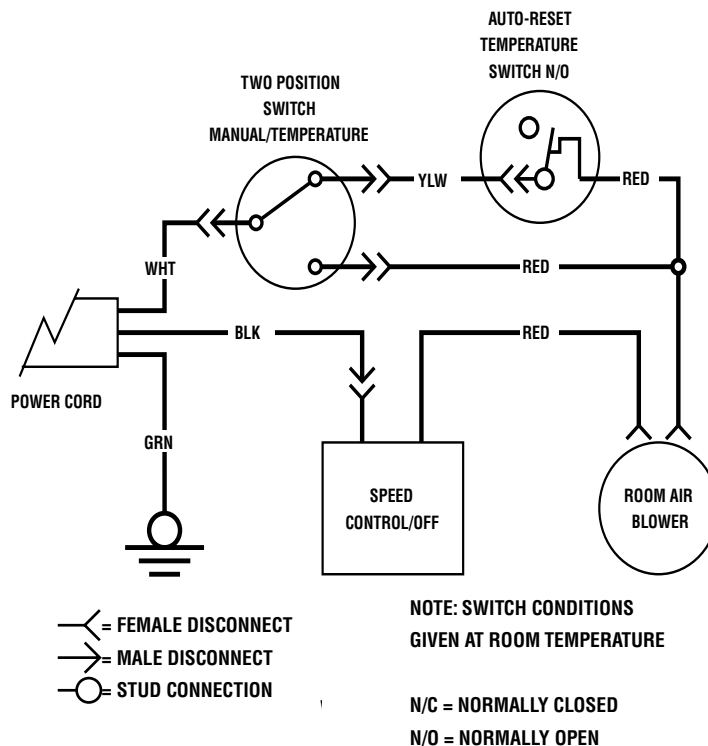 AUTO-RESET
TEMPERATURE
SWITCH N/O
TWO POSITION
SWITCH
MANUAL/TEMPERATURE
YLW
RED
WHT
RED
BLK
RED
POWER CORD
GRN
SPEED
CONTROL/OFF
ROOM AIR
BLOWER
= FEMALE DISCONNECT
= MALE DISCONNECT
= STUD CONNECTION
NOTE: SWITCH CONDITIONS
GIVEN AT ROOM TEMPERATURE
N/C = NORMALLY CLOSED
N/O = NORMALLY OPEN